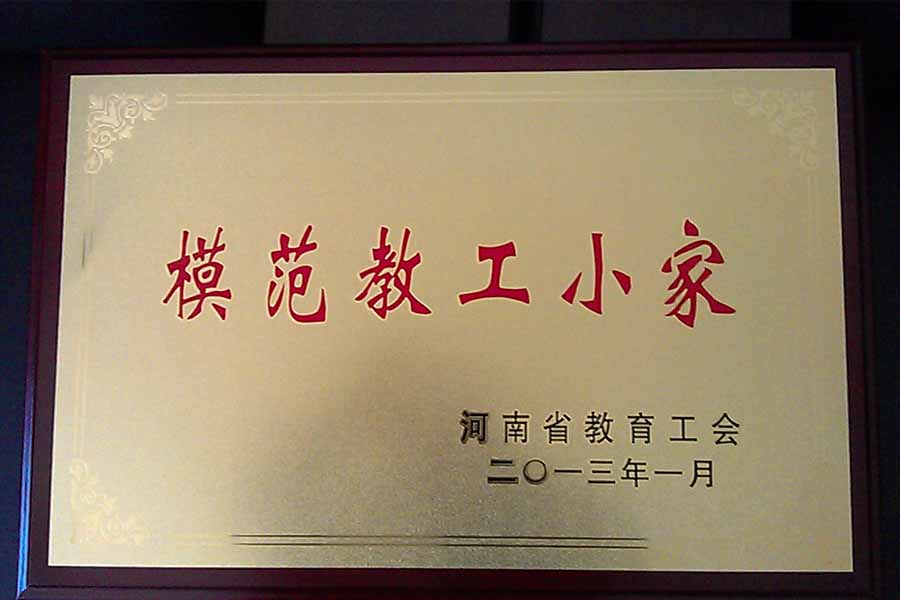 模范教工小家
河南省教育工会
二〇一三年一月